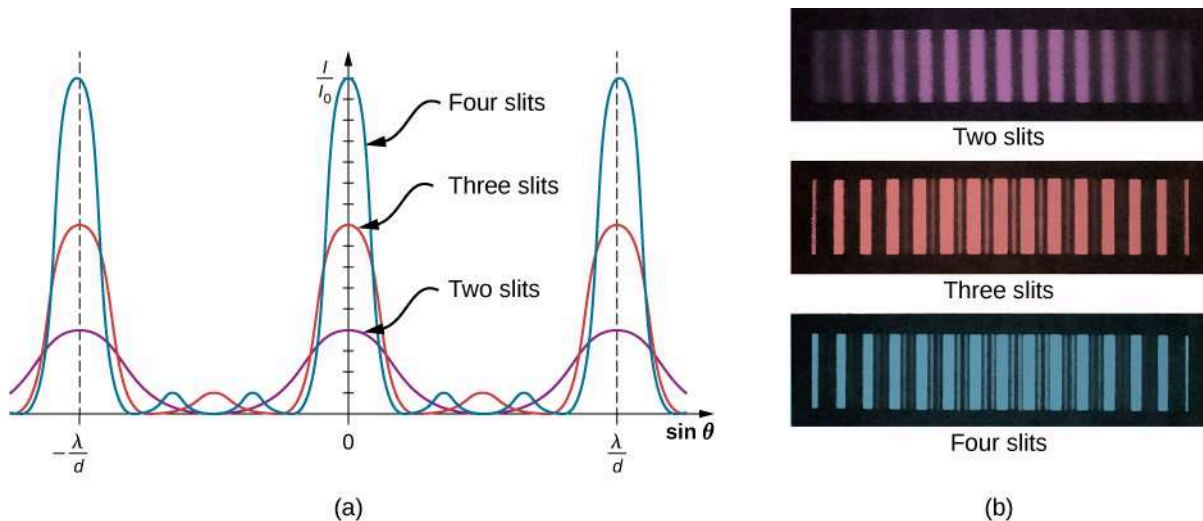 I/I₀
Four slits
Three slits
Two slits
sin θ
−λ/d
0
λ/d
(a)
Two slits
Three slits
Four slits
(b)